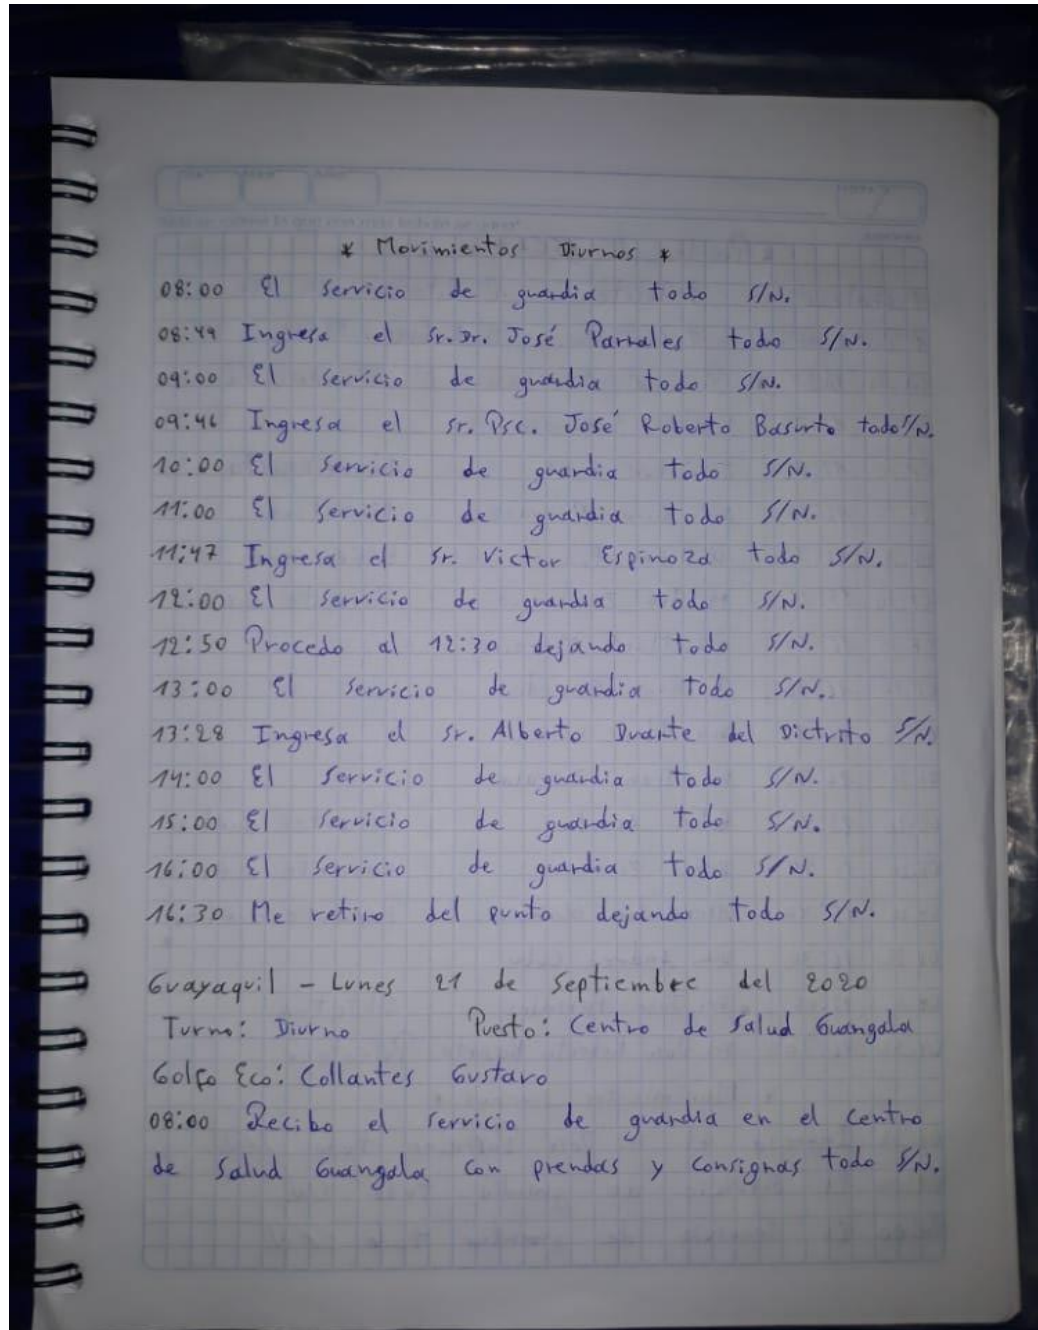 * Movimientos Diurnos *
08:00 El servicio de guardia todo S/N.
08:49 Ingresa el Sr. Dr. José Parrales todo S/N.
09:00 El servicio de guardia todo S/N.
09:46 Ingresa el Sr. Psc. José Roberto Basurto todo S/N.
10:00 El servicio de guardia todo S/N.
11:00 El servicio de guardia todo S/N.
11:47 Ingresa el Sr. Victor Espinoza todo S/N.
12:00 El servicio de guardia todo S/N.
12:50 Procedo al 12:30 dejando todo S/N.
13:00 El servicio de guardia todo S/N.
13:28 Ingresa el Sr. Alberto Duarte del Dictrito S/N.
14:00 El servicio de guardia todo S/N.
15:00 El servicio de guardia todo S/N.
16:00 El servicio de guardia todo S/N.
16:30 Me retiro del punto dejando todo S/N.
Guayaquil - Lunes 21 de Septiembre del 2020
Turno: Diurno Puesto: Centro de Salud Guangala
Golfo Eco: Collantes Gustavo
08:00 Recibo el servicio de guardia en el centro
de Salud Guangala con prendas y consignas todo S/N.